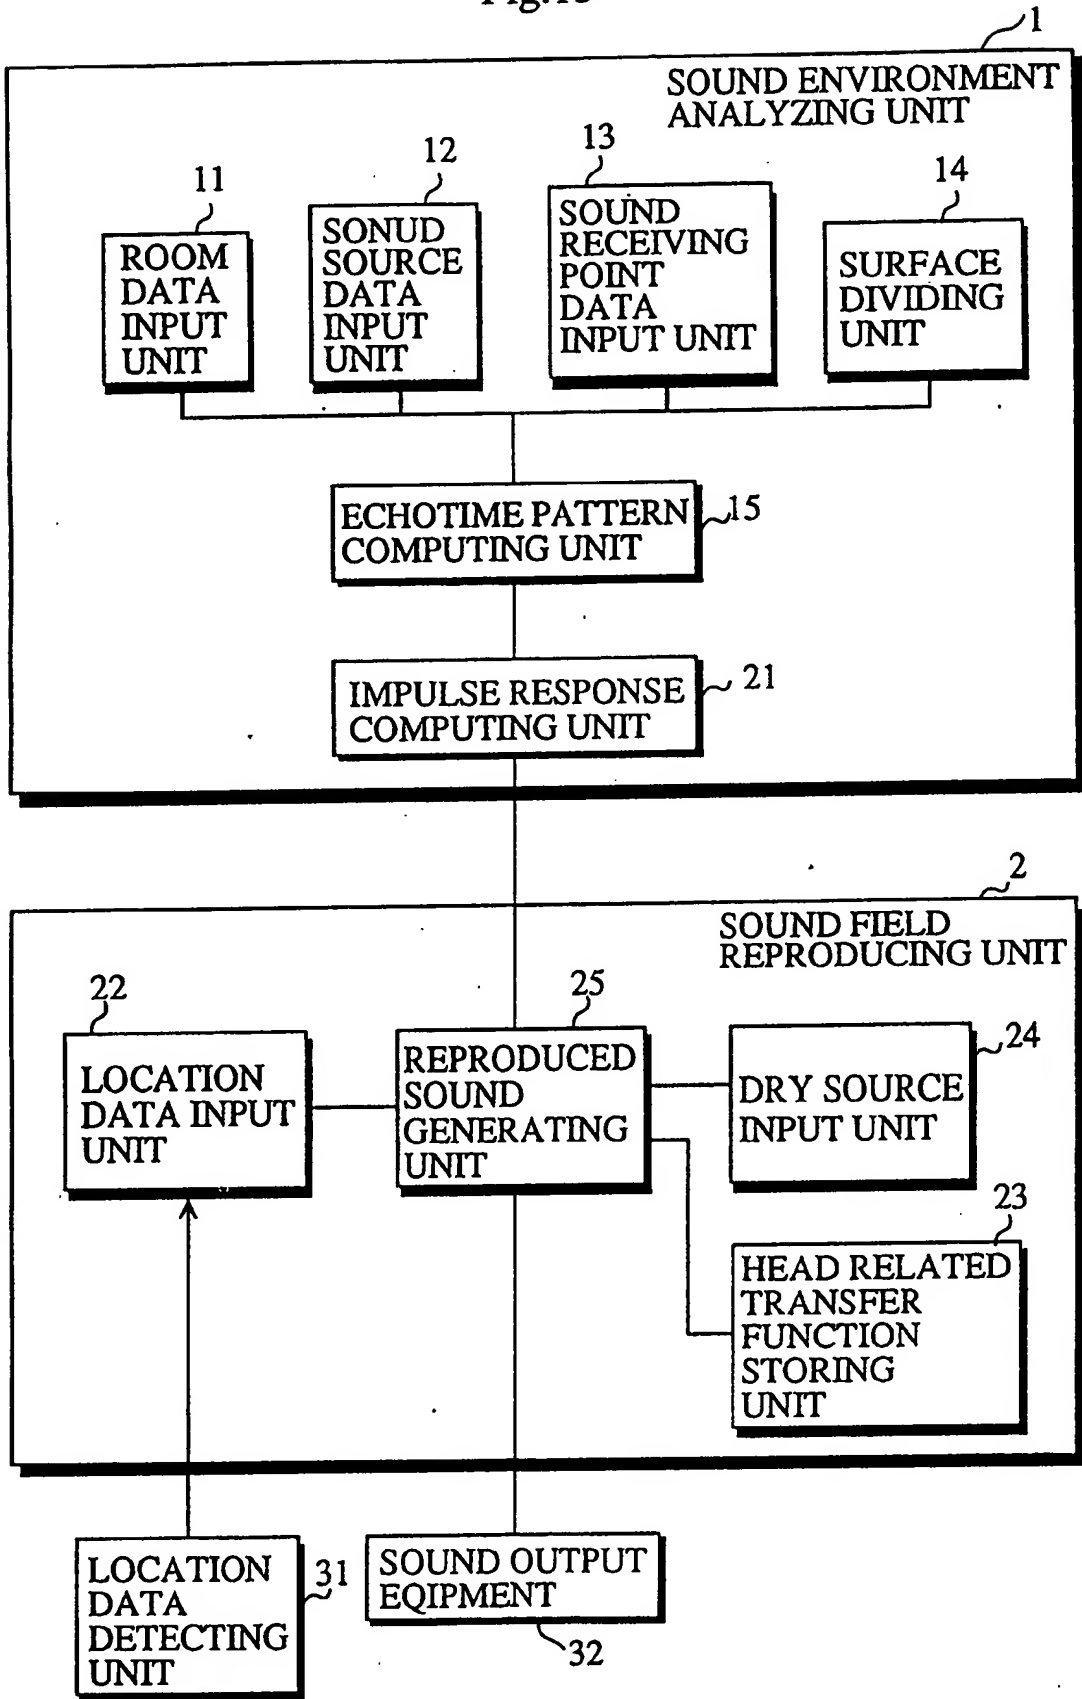 1
SOUND ENVIRONMENT
ANALYZING UNIT
11
ROOM
DATA
INPUT
UNIT
12
SONUD
SOURCE
DATA
INPUT
UNIT
13
SOUND
RECEIVING
POINT
DATA
INPUT UNIT
14
SURFACE
DIVIDING
UNIT
ECHOTIME PATTERN
COMPUTING UNIT
15
IMPULSE RESPONSE
COMPUTING UNIT
21
2
SOUND FIELD
REPRODUCING UNIT
22
LOCATION
DATA INPUT
UNIT
25
REPRODUCED
SOUND
GENERATING
UNIT
24
DRY SOURCE
INPUT UNIT
23
HEAD RELATED
TRANSFER
FUNCTION
STORING
UNIT
LOCATION
DATA
DETECTING
UNIT
31
SOUND OUTPUT
EQIPMENT
32